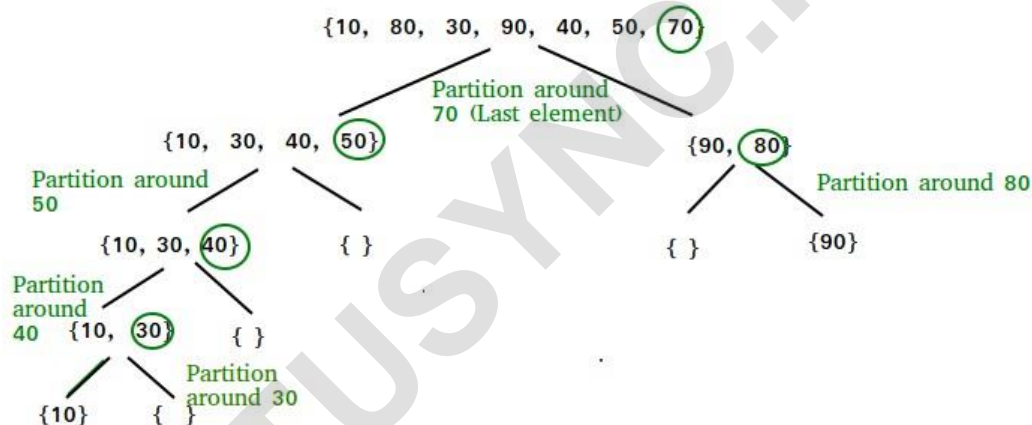 {10, 80, 30, 90, 40, 50, 70}
Partition around
70 (Last element)
{10, 30, 40, 50}
{90, 80}
Partition around
50
Partition around 80
{10, 30, 40}
{ }
{ }
{90}
Partition
around
40
{10, 30}
{ }
Partition
around 30
{10}
{ }
TUSYNC.